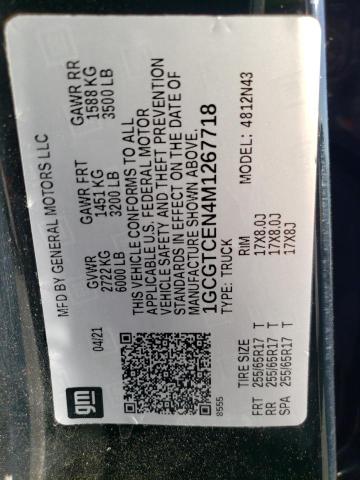 MFD BY GENERAL MOTORS LLC
04/21
GVWR
2722 KG
6000 LB
GAWR FRT
1451 KG
3200 LB
GAWR RR
1588 KG
3500 LB
THIS VEHICLE CONFORMS TO ALL
APPLICABLE U.S. FEDERAL MOTOR
VEHICLE SAFETY AND THEFT PREVENTION
STANDARDS IN EFFECT ON THE DATE OF
MANUFACTURE SHOWN ABOVE.
1GCGTCEN4M1267718
TYPE: TRUCK
MODEL: 4812N43
gm
8555
TIRE SIZE RIM
FRT 255/65R17 T 17X8.0J
RR 255/65R17 T 17X8.0J
SPA 255/65R17 T 17X8J